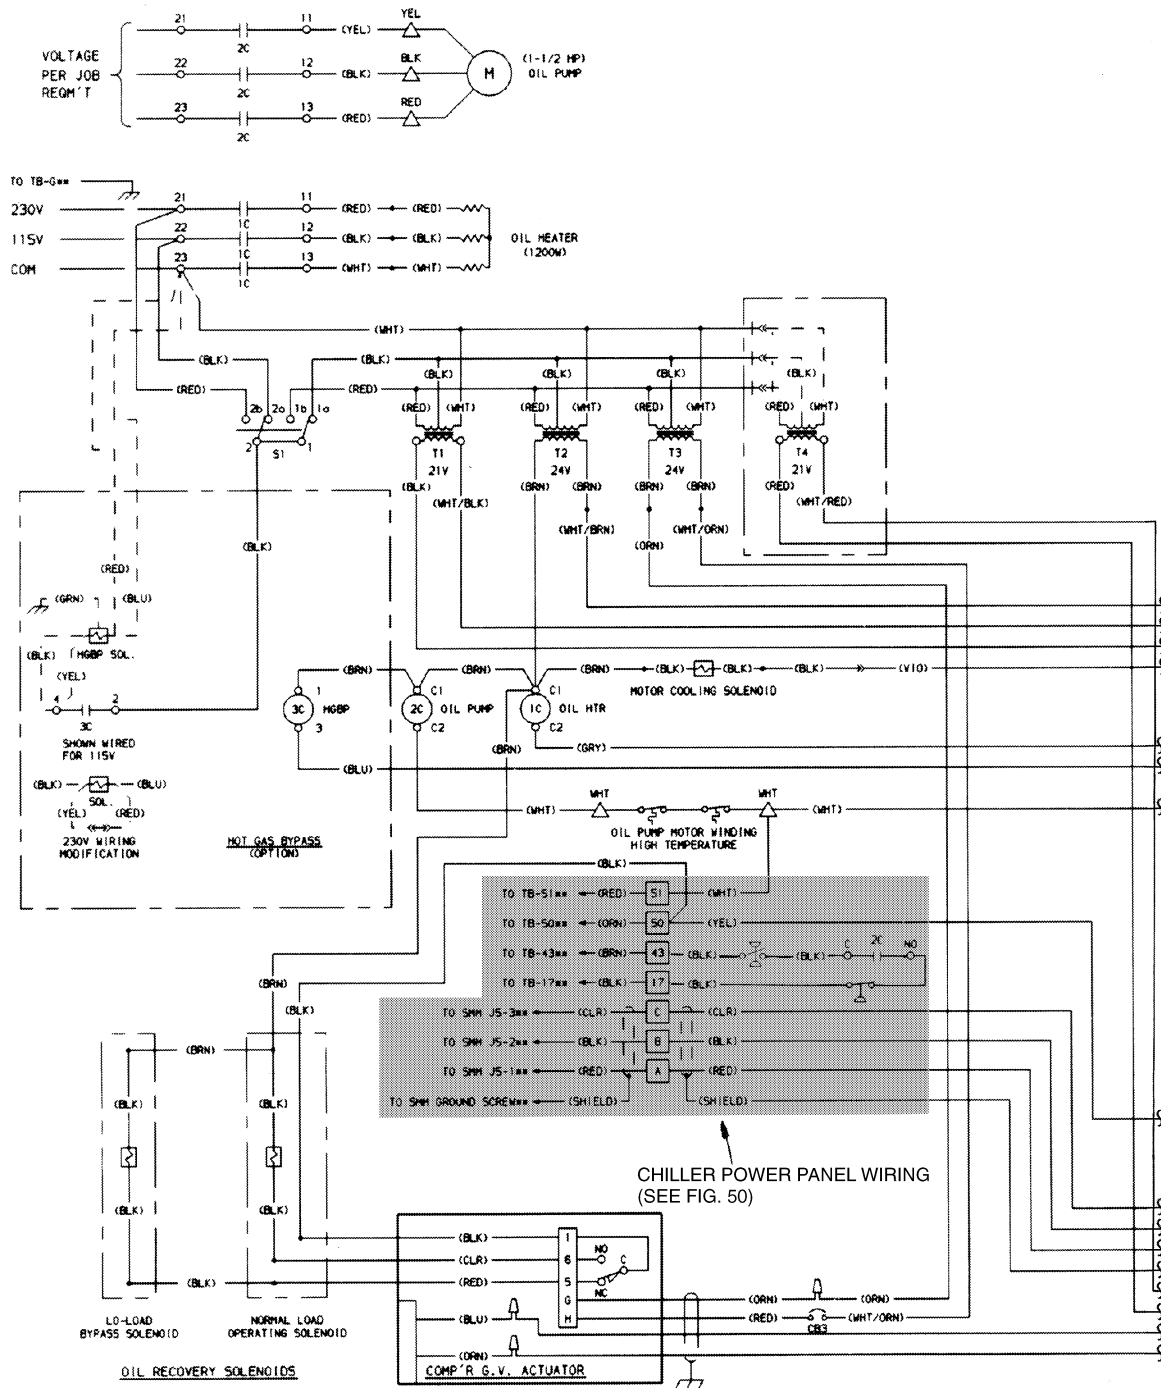 21 11 (YEL) YEL
2C
VOLTAGE
PER JOB
REQM'T
22 12 (BLK) BLK
2C
M (1-1/2 HP)
OIL PUMP
23 13 (RED) RED
2C
TO TB-G**
230V 21 11 (RED) (RED)
1C
115V 22 12 (BLK) (BLK)
1C
COM 23 13 (WHT) (WHT)
1C
OIL HEATER
(1200W)
(WHT)
(BLK) (BLK)
(RED) (RED)
(BLK) (BLK) (BLK) (BLK)
2b 2a 1b 1a
(RED) (WHT) (RED) (WHT) (RED) (WHT) (RED) (WHT)
2 S1 1
T1 T2 T3 T4
21V 24V 24V 21V
(BLK) (BRN) (BRN) (BRN) (BRN) (RED)
(WHT/BLK) (WHT/RED)
(WHT/BRN) (WHT/ORN)
(BLK) (ORN)
(RED)
(GRN) (BLU)
(BLK) HGBP SOL.
(YEL)
4 2
3C
SHOWN WIRED
FOR 115V
(BLK) (BLU)
SOL.
(YEL) (RED)
230V WIRING
MODIFICATION
HOT GAS BYPASS
(OPTION)
(BRN) (BRN) (BRN) (BLK) (BLK) (BLK) (VIO)
MOTOR COOLING SOLENOID
1 C1 C1
3C HGBP 2C OIL PUMP 1C OIL HTR
3 C2 C2
(BRN) (GRY)
(BLU)
WHT WHT
(WHT) (WHT)
OIL PUMP MOTOR WINDING
HIGH TEMPERATURE
(BLK)
TO TB-51** (RED) 51 (WHT)
TO TB-50** (ORN) 50 (YEL)
TO TB-43** (BRN) 43 (BLK) (BLK) C 2C NO
TO TB-17** (BLK) 17 (BLK)
TO SMM J5-3** (CLR) C (CLR)
TO SMM J5-2** (BLK) B (BLK)
TO SMM J5-1** (RED) A (RED)
TO SMM GROUND SCREW** (SHIELD) (SHIELD)
(BRN)
(BLK)
CHILLER POWER PANEL WIRING
(SEE FIG. 50)
(BRN)
(BLK) (BLK)
(BLK) (BLK)
(BLK) 1
(CLR) 6 NO C
(BLK) (RED) 5 NC
G (ORN) (ORN)
(BLU) H (RED) CB3 (WHT/ORN)
(ORN)
COMP'R G.V. ACTUATOR
LO-LOAD
BYPASS SOLENOID
NORMAL LOAD
OPERATING SOLENOID
OIL RECOVERY SOLENOIDS